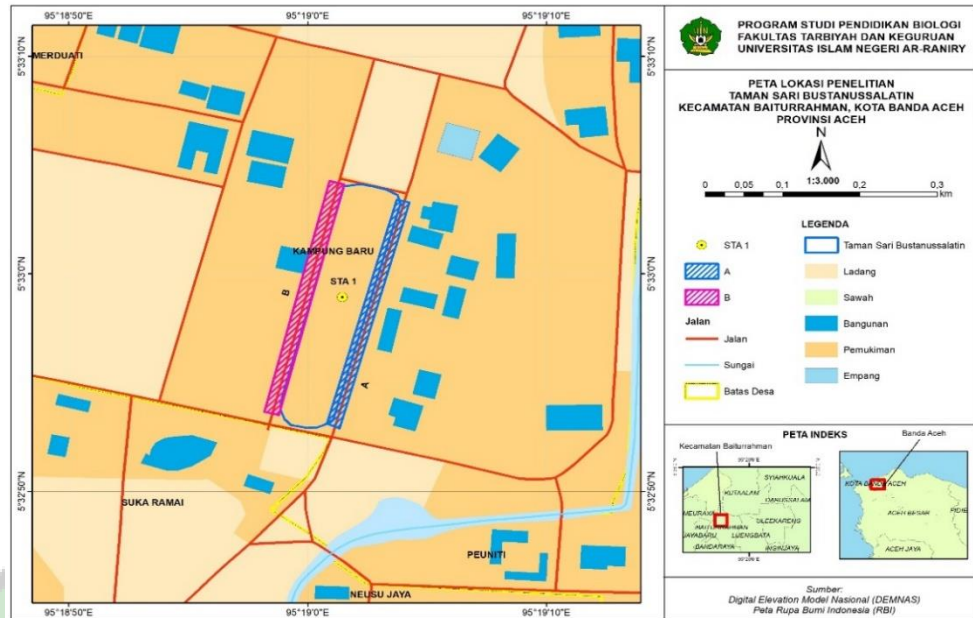 95°18'50"E
95°19'0"E
95°19'10"E
5°33'10"N
5°33'10"N
MERDUATI
KAMPUNG BARU
STA 1
B
A
5°33'0"N
5°33'0"N
5°32'50"N
5°32'50"N
SUKA RAMAI
PEUNITI
NEUSU JAYA
95°18'50"E
95°19'0"E
95°19'10"E
PROGRAM STUDI PENDIDIKAN BIOLOGI
FAKULTAS TARBIYAH DAN KEGURUAN
UNIVERSITAS ISLAM NEGERI AR-RANIRY
PETA LOKASI PENELITIAN
TAMAN SARI BUSTANUSSALATIN
KECAMATAN BAITURRAHMAN, KOTA BANDA ACEH
PROVINSI ACEH
N
1:3.000
0 0,05 0,1 0,2 0,3
km
LEGENDA
STA 1
A
B
Jalan
Jalan
Sungai
Batas Desa
Taman Sari Bustanussalatin
Ladang
Sawah
Bangunan
Pemukiman
Empang
PETA INDEKS
Kecamatan Baiturrahman
Banda Aceh
SYIAHKUALA
KUTAALAM
MEURAXA
ULEEKARENG
JAYABARU
LUENGBATA
BANDARAYA
INGINJAYA
ACEH BESAR
PIDIE
ACEH JAYA
Sumber:
Digital Elevation Model Nasional (DEMNAS)
Peta Rupa Bumi Indonesia (RBI)